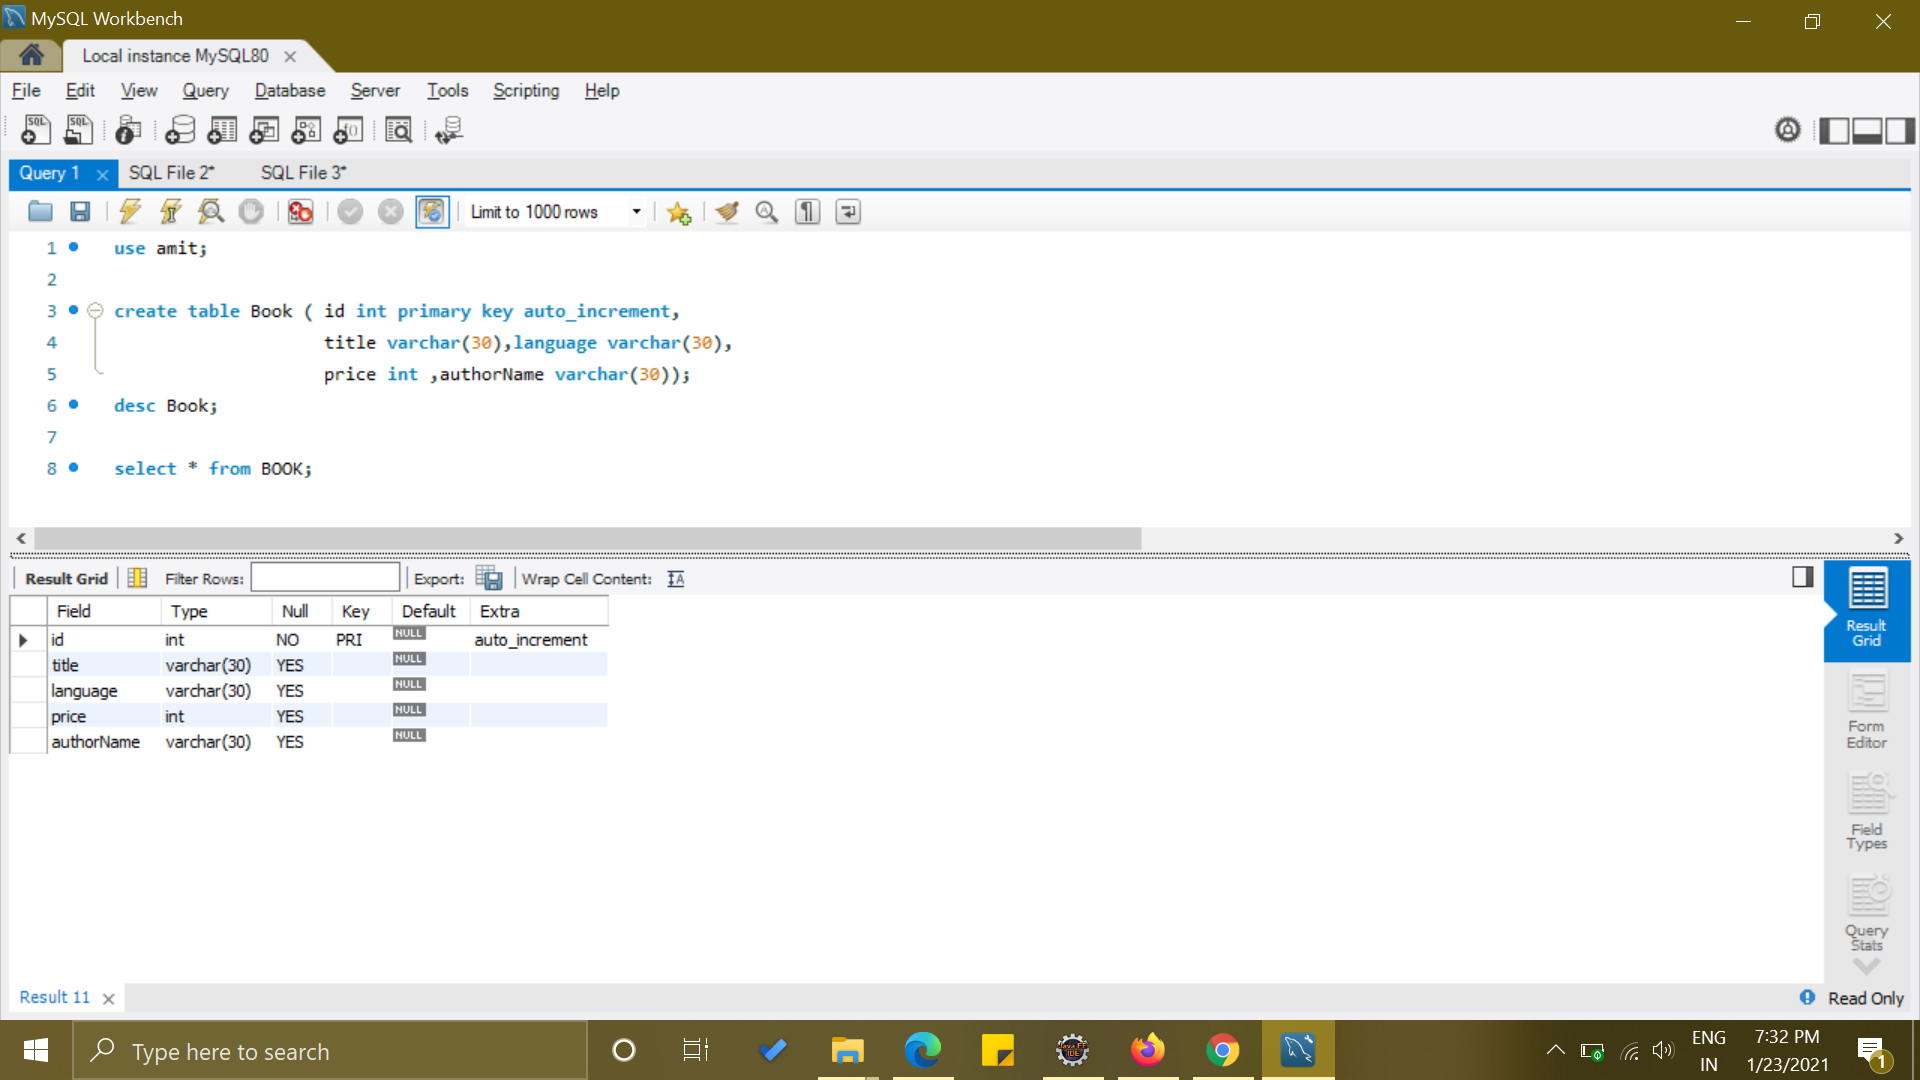 MySQL Workbench
Local instance MySQL80
File Edit View Query Database Server Tools Scripting Help
Query 1 SQL File 2* SQL File 3*
Limit to 1000 rows
1 use amit;
2
3 create table Book ( id int primary key auto_increment,
4 title varchar(30),language varchar(30),
5 price int ,authorName varchar(30));
6 desc Book;
7
8 select * from BOOK;
Result Grid Filter Rows: Export: Wrap Cell Content:
Field Type Null Key Default Extra
id int NO PRI NULL auto_increment
title varchar(30) YES NULL
language varchar(30) YES NULL
price int YES NULL
authorName varchar(30) YES NULL
Result
Grid
Form
Editor
Field
Types
Query
Stats
Result 11
Read Only
Type here to search
ENG
IN
7:32 PM
1/23/2021
1